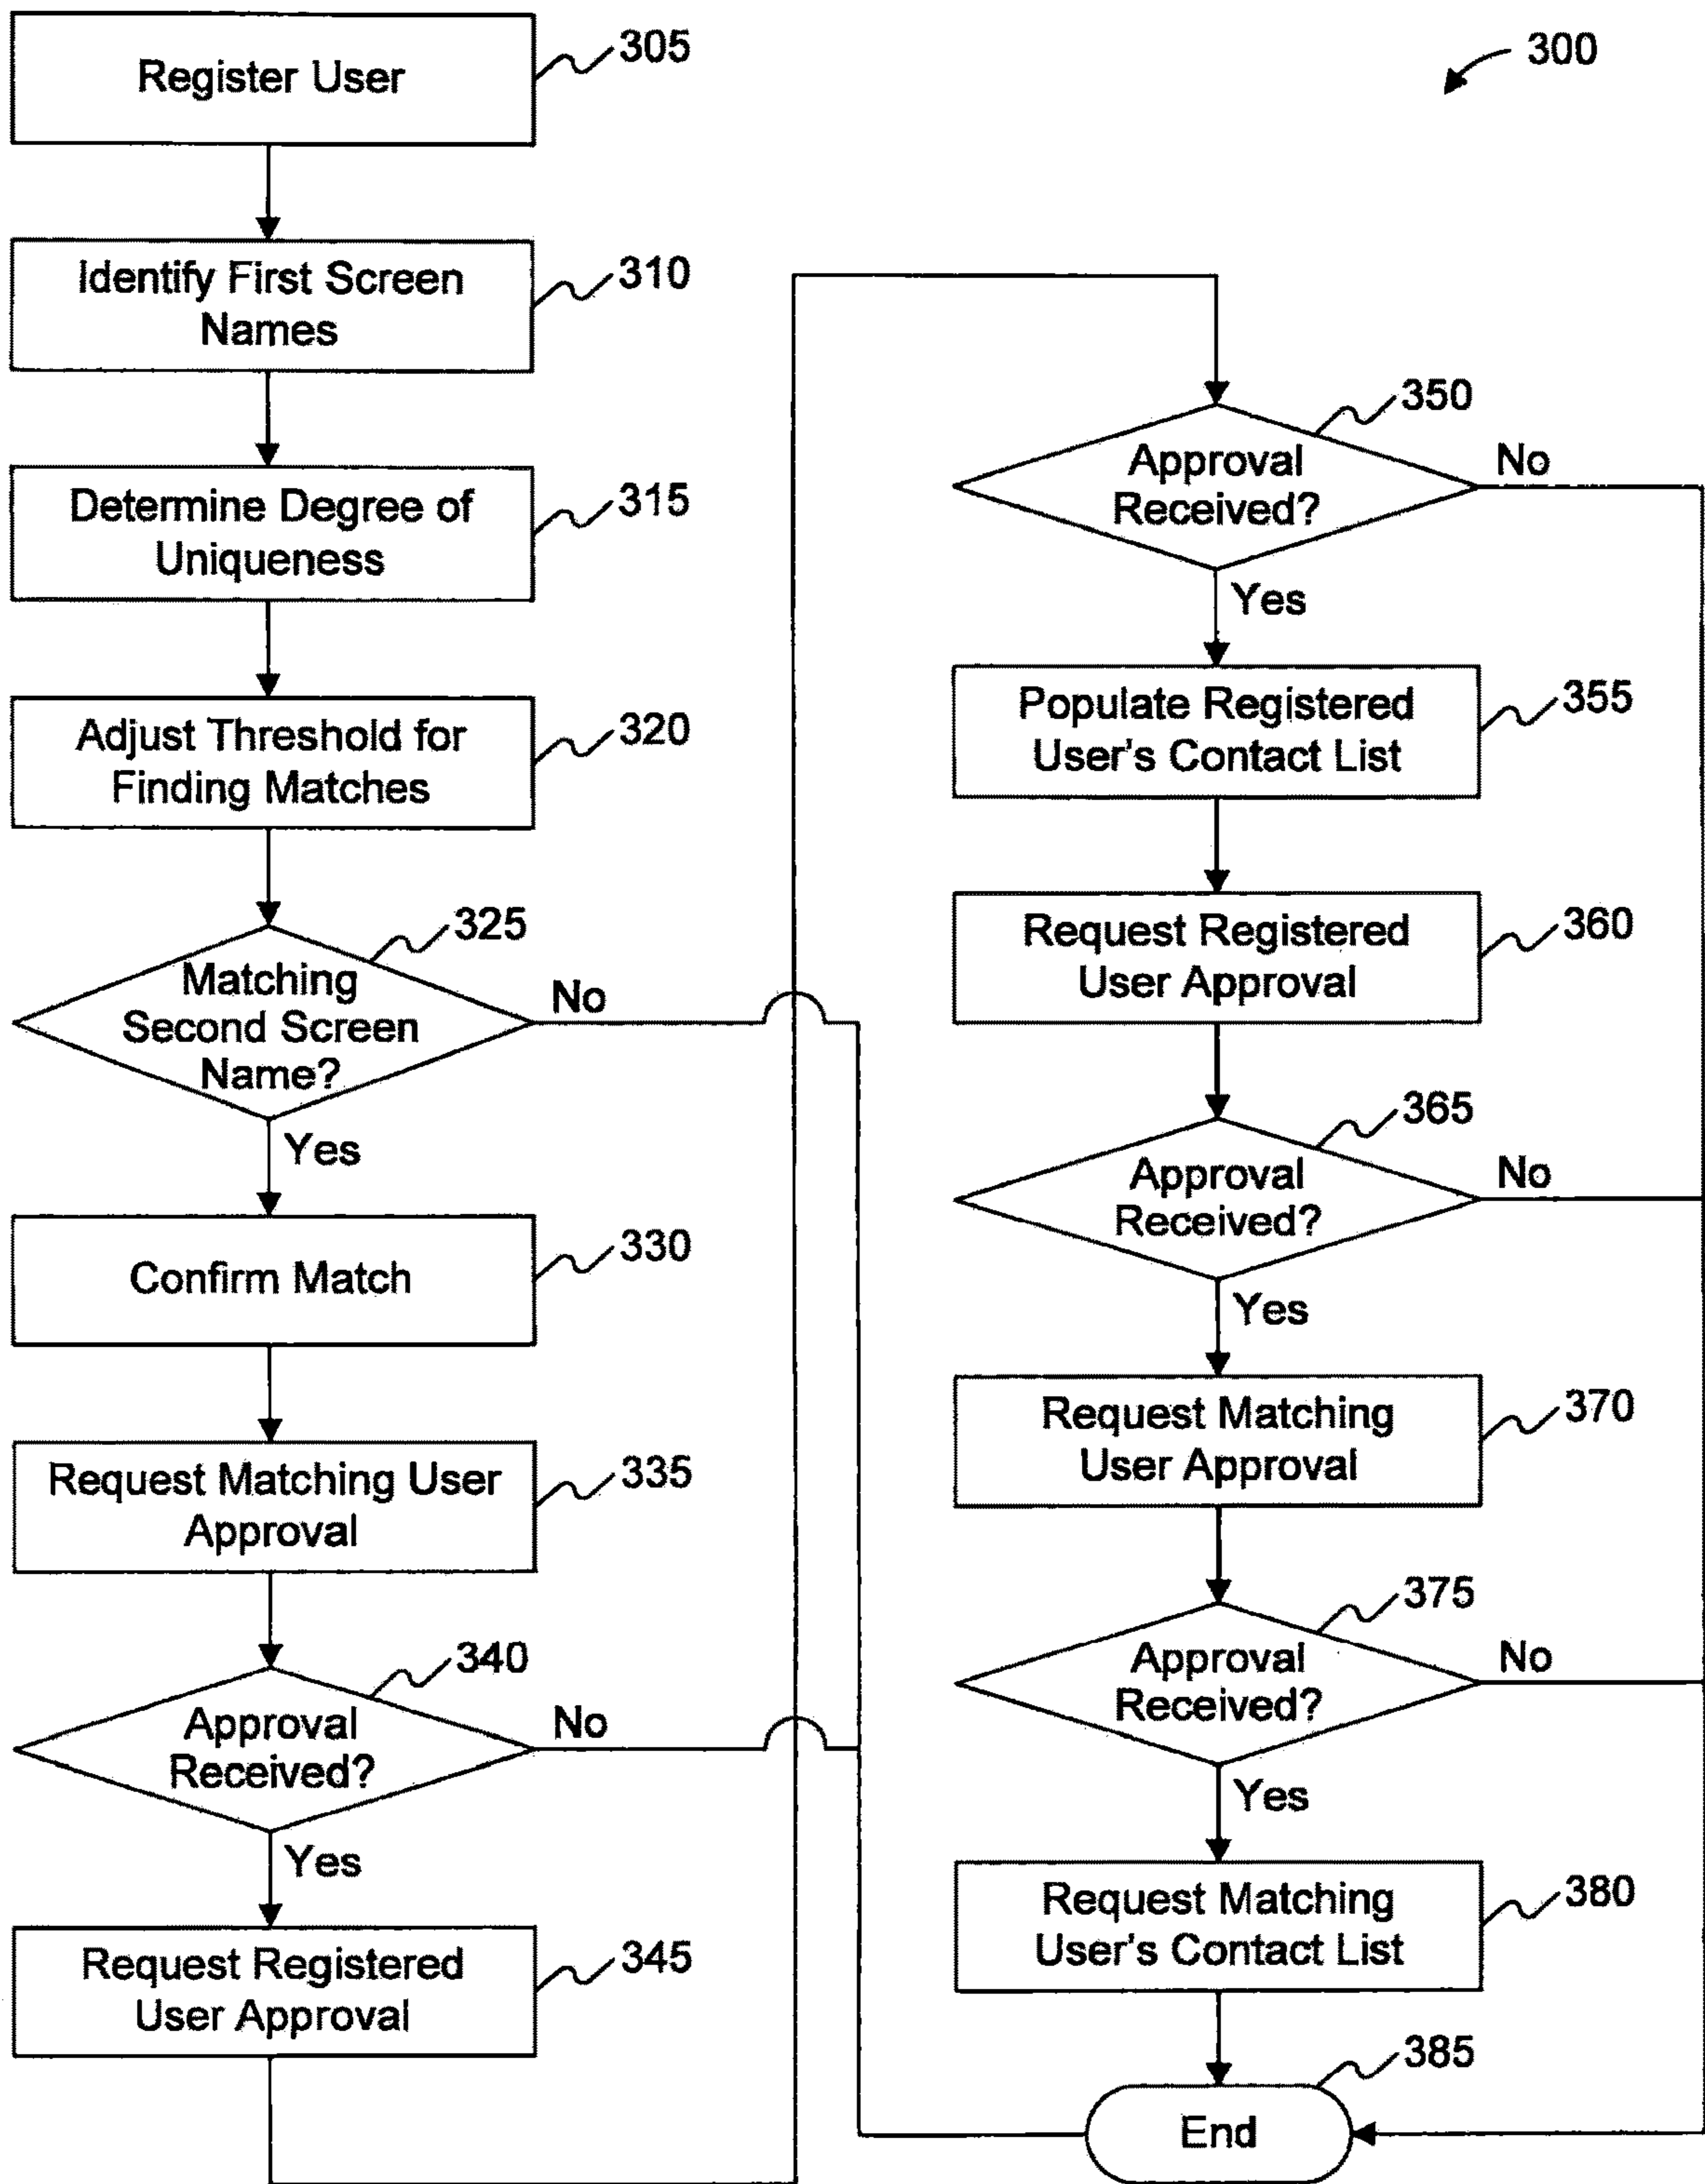 300
Register User
305
Identify First Screen
Names
310
Determine Degree of
Uniqueness
315
Adjust Threshold for
Finding Matches
320
Matching
Second Screen
Name?
325
No
Yes
Confirm Match
330
Request Matching User
Approval
335
Approval
Received?
340
No
Yes
Request Registered
User Approval
345
Approval
Received?
350
No
Yes
Populate Registered
User's Contact List
355
Request Registered
User Approval
360
Approval
Received?
365
No
Yes
Request Matching
User Approval
370
Approval
Received?
375
No
Yes
Request Matching
User's Contact List
380
End
385